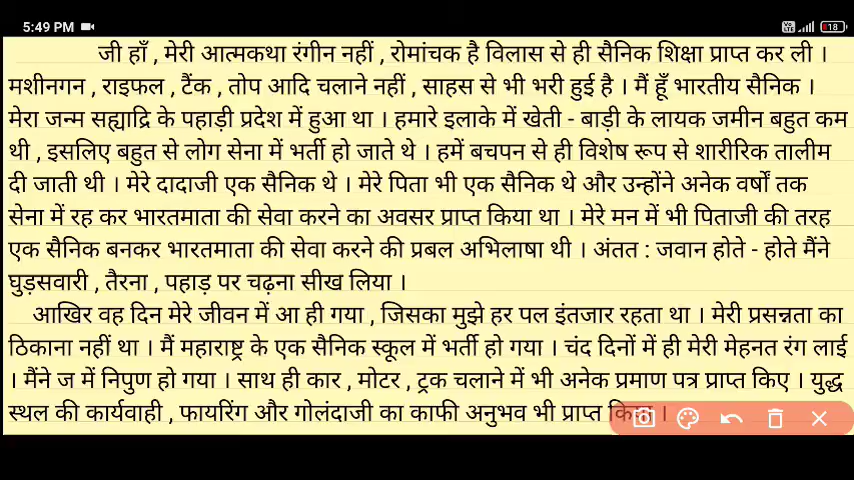 5:49 PM
18
जी हाँ , मेरी आत्मकथा रंगीन नहीं , रोमांचक है विलास से ही सैनिक शिक्षा प्राप्त कर ली ।
मशीनगन , राइफल , टैंक , तोप आदि चलाने नहीं , साहस से भी भरी हुई है । मैं हूँ भारतीय सैनिक ।
मेरा जन्म सह्याद्रि के पहाड़ी प्रदेश में हुआ था । हमारे इलाके में खेती - बाड़ी के लायक जमीन बहुत कम
थी , इसलिए बहुत से लोग सेना में भर्ती हो जाते थे । हमें बचपन से ही विशेष रूप से शारीरिक तालीम
दी जाती थी । मेरे दादाजी एक सैनिक थे । मेरे पिता भी एक सैनिक थे और उन्होंने अनेक वर्षों तक
सेना में रह कर भारतमाता की सेवा करने का अवसर प्राप्त किया था । मेरे मन में भी पिताजी की तरह
एक सैनिक बनकर भारतमाता की सेवा करने की प्रबल अभिलाषा थी । अंतत : जवान होते - होते मैंने
घुड़सवारी , तैरना , पहाड़ पर चढ़ना सीख लिया ।
आखिर वह दिन मेरे जीवन में आ ही गया , जिसका मुझे हर पल इंतजार रहता था । मेरी प्रसन्नता का
ठिकाना नहीं था । मैं महाराष्ट्र के एक सैनिक स्कूल में भर्ती हो गया । चंद दिनों में ही मेरी मेहनत रंग लाई
। मैंने ज में निपुण हो गया । साथ ही कार , मोटर , ट्रक चलाने में भी अनेक प्रमाण पत्र प्राप्त किए । युद्ध
स्थल की कार्यवाही , फायरिंग और गोलंदाजी का काफी अनुभव भी प्राप्त किया ।